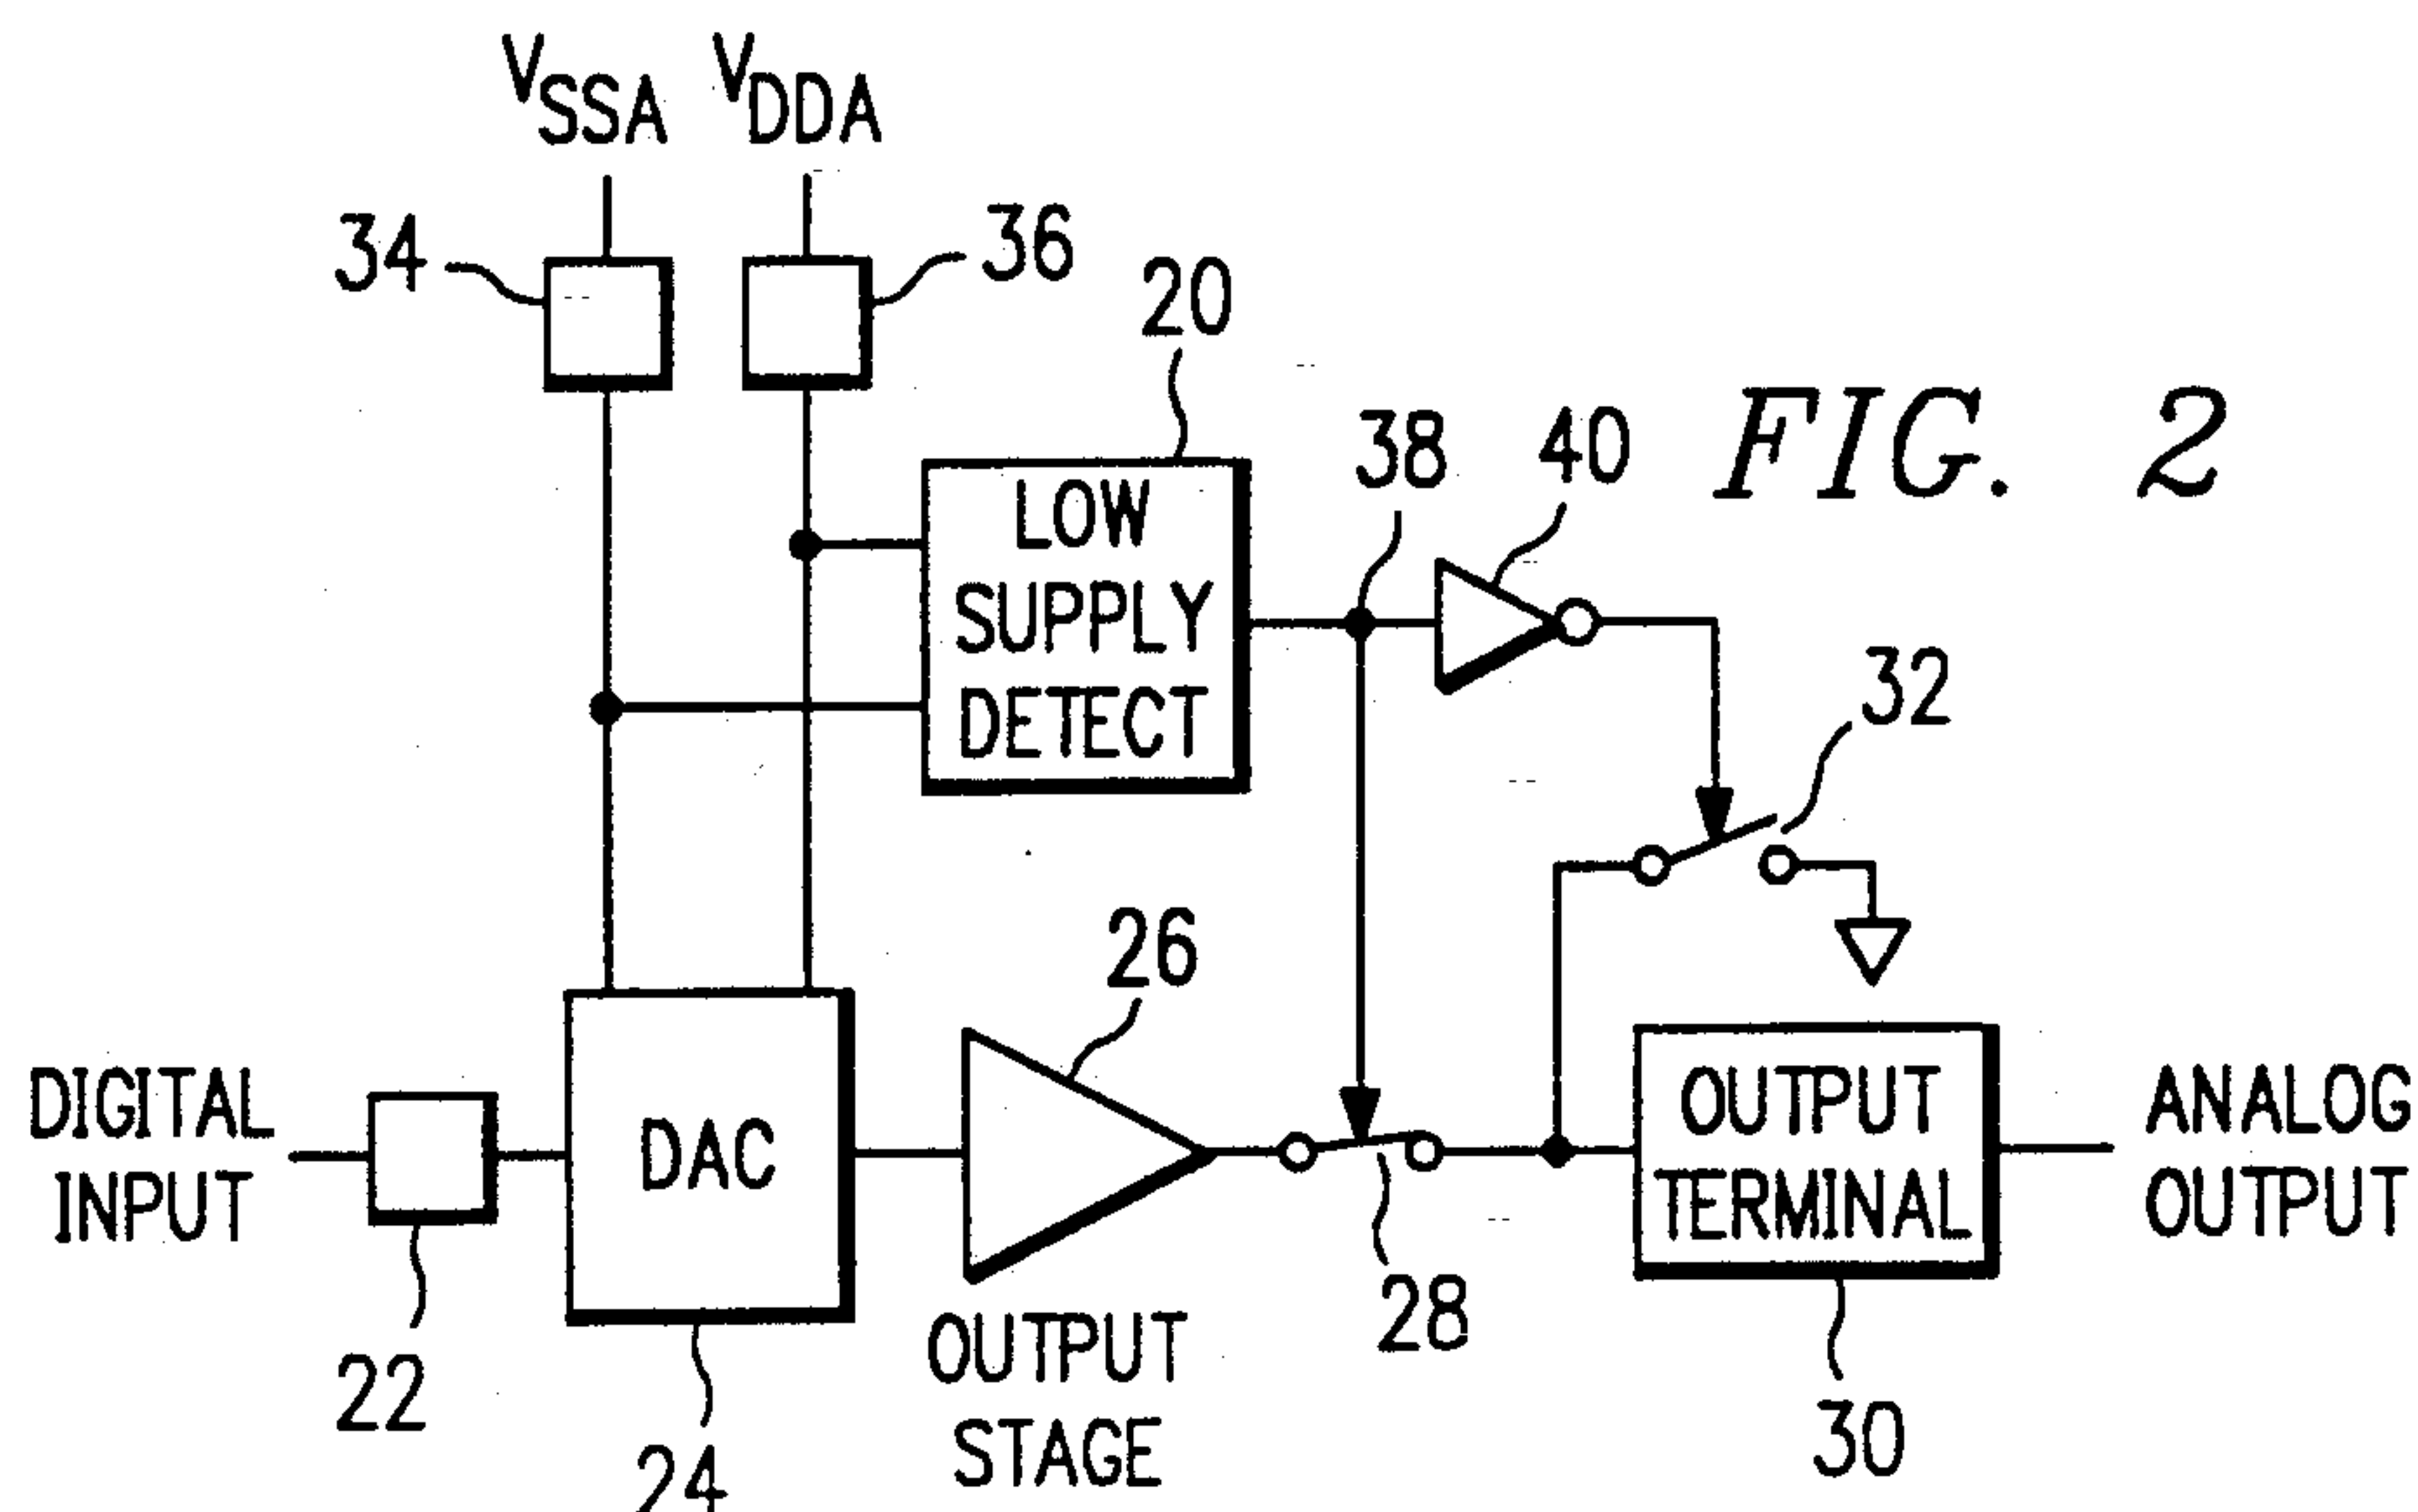 VSSA VDDA
34
36
20
LOW
SUPPLY
DETECT
38
40
FIG. 2
32
26
DIGITAL
INPUT
22
DAC
24
OUTPUT
STAGE
28
OUTPUT
TERMINAL
30
ANALOG
OUTPUT